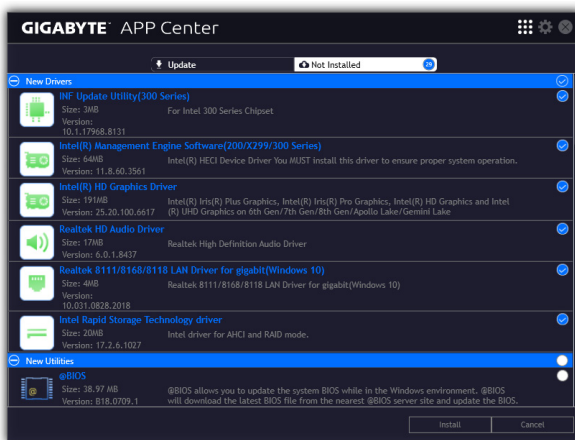 GIGABYTE™ APP Center
Update
Not Installed 29
New Drivers
INF Update Utility(300 Series)
Size: 3MB For Intel 300 Series Chipset
Version:
10.1.17968.8131
Intel(R) Management Engine Software(200/X299/300 Series)
Size: 64MB Intel(R) HECI Device Driver You MUST install this driver to ensure proper system operation.
Version: 11.8.60.3561
Intel(R) HD Graphics Driver
Size: 191MB Intel(R) Iris(R) Plus Graphics, Intel(R) Iris(R) Pro Graphics, Intel(R) HD Graphics and Intel
Version: 25.20.100.6617 (R) UHD Graphics on 6th Gen/7th Gen/8th Gen/Apollo Lake/Gemini Lake
Realtek HD Audio Driver
Size: 17MB Realtek High Definition Audio Driver
Version: 6.0.1.8437
Realtek 8111/8168/8118 LAN Driver for gigabit(Windows 10)
Size: 4MB Realtek 8111/8168/8118 LAN Driver for gigabit(Windows 10)
Version:
10.031.0828.2018
Intel Rapid Storage Technology driver
Size: 20MB Intel driver for AHCI and RAID mode.
Version: 17.2.6.1027
New Utilities
@BIOS
Size: 38.97 MB @BIOS allows you to update the system BIOS while in the Windows environment. @BIOS
Version: B18.0709.1 will download the latest BIOS file from the nearest @BIOS server site and update the BIOS.
Install Cancel